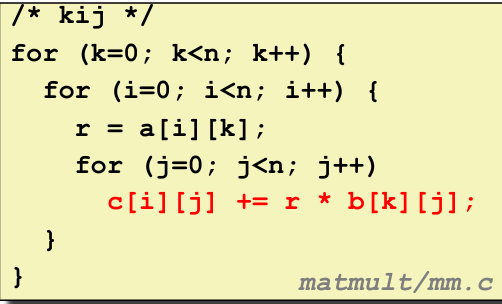 /* kij */
for (k=0; k<n; k++) {
  for (i=0; i<n; i++) {
    r = a[i][k];
    for (j=0; j<n; j++)
      c[i][j] += r * b[k][j];
  }
}
matmult/mm.c